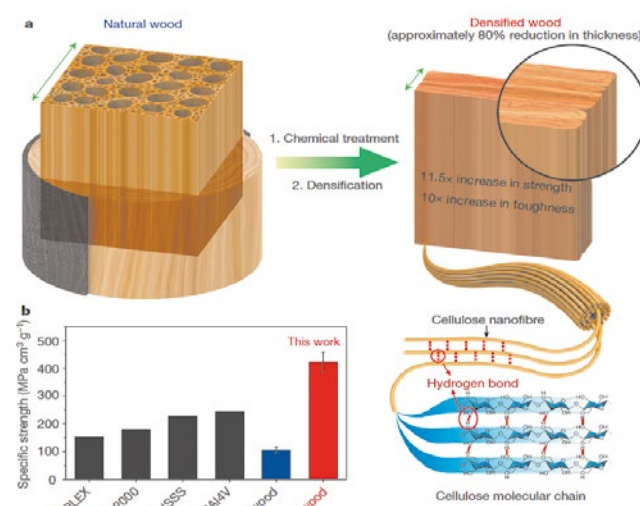 a
Natural wood
Densified wood
(approximately 80% reduction in thickness)
1. Chemical treatment
2. Densification
11.5× increase in strength
10× increase in toughness
b
This work
Specific strength (MPa cm³ g⁻¹)
500
400
300
200
100
0
Cellulose nanofibre
Hydrogen bond
Cellulose molecular chain
wood
wood